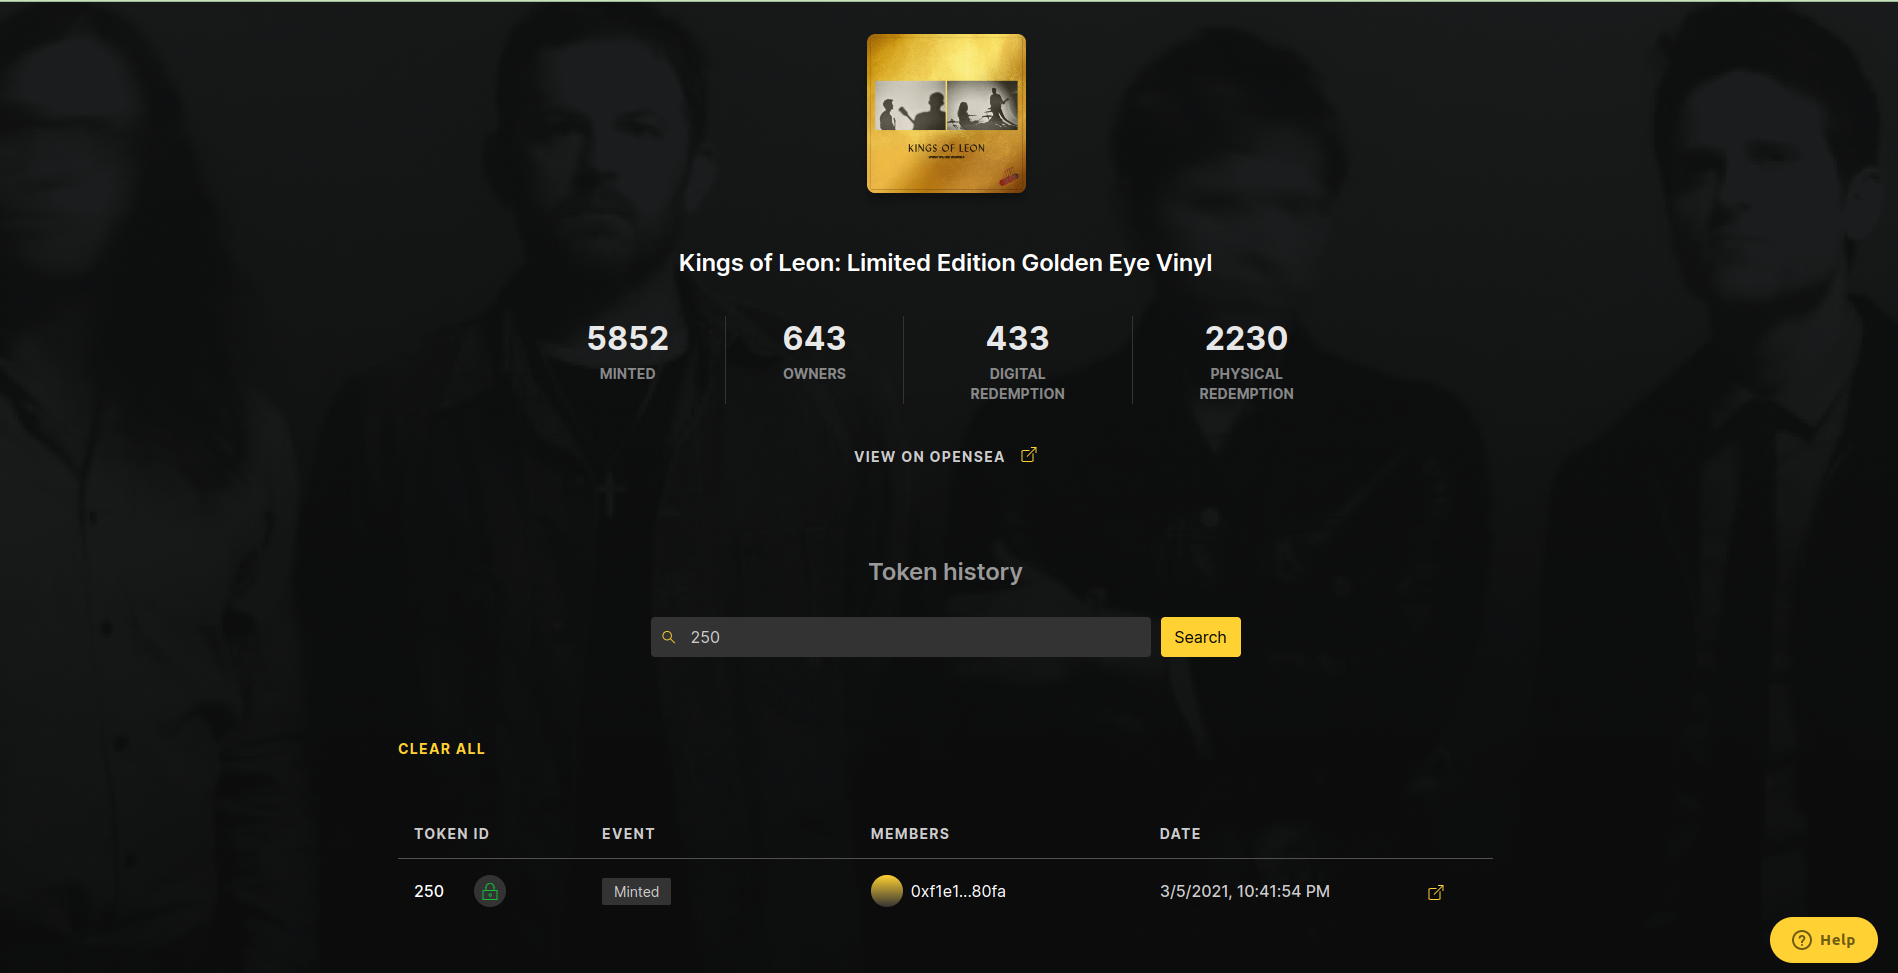 KINGS OF LEON
Kings of Leon: Limited Edition Golden Eye Vinyl
5852
MINTED
643
OWNERS
433
DIGITAL
REDEMPTION
2230
PHYSICAL
REDEMPTION
VIEW ON OPENSEA
Token history
250
Search
CLEAR ALL
TOKEN ID EVENT MEMBERS DATE
250 Minted 0xf1e1...80fa 3/5/2021, 10:41:54 PM
Help